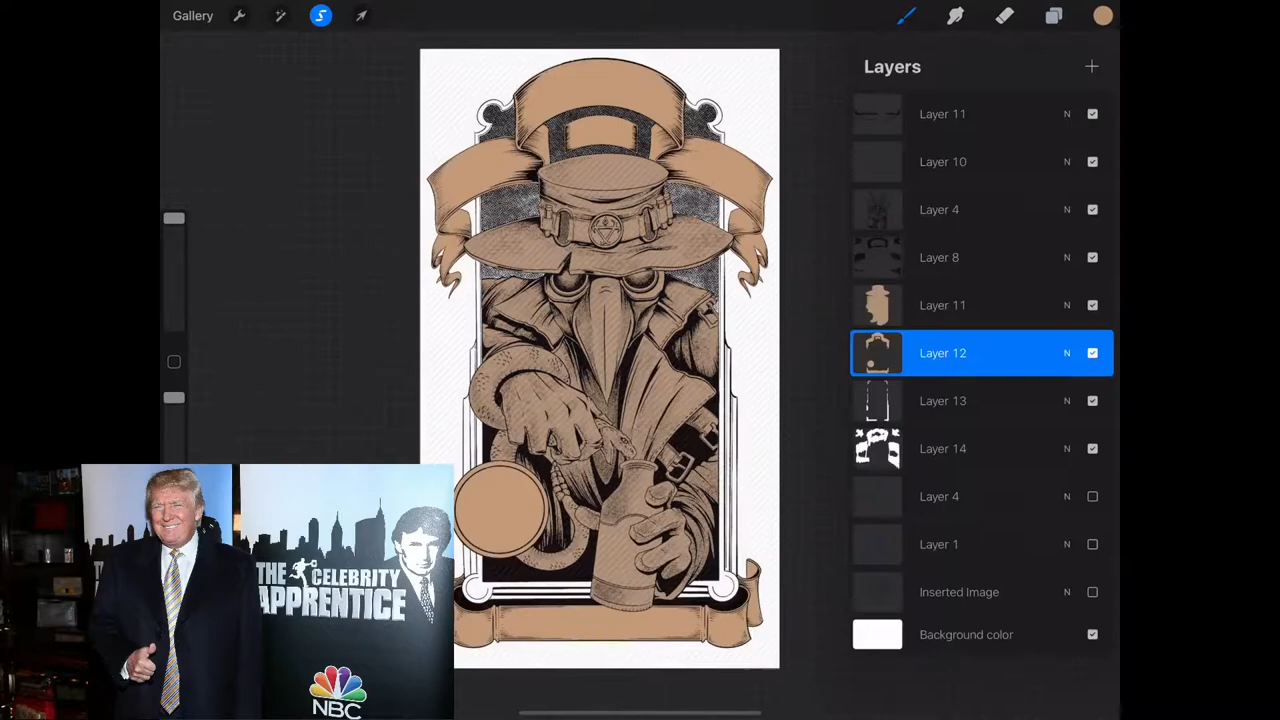 Gallery
Layers
Layer 11 N
Layer 10 N
Layer 4 N
Layer 8 N
Layer 11 N
Layer 12 N
Layer 13 N
Layer 14 N
Layer 4 N
Layer 1 N
Inserted Image N
Background color
THE CELEBRITY
APPRENTICE
NBC